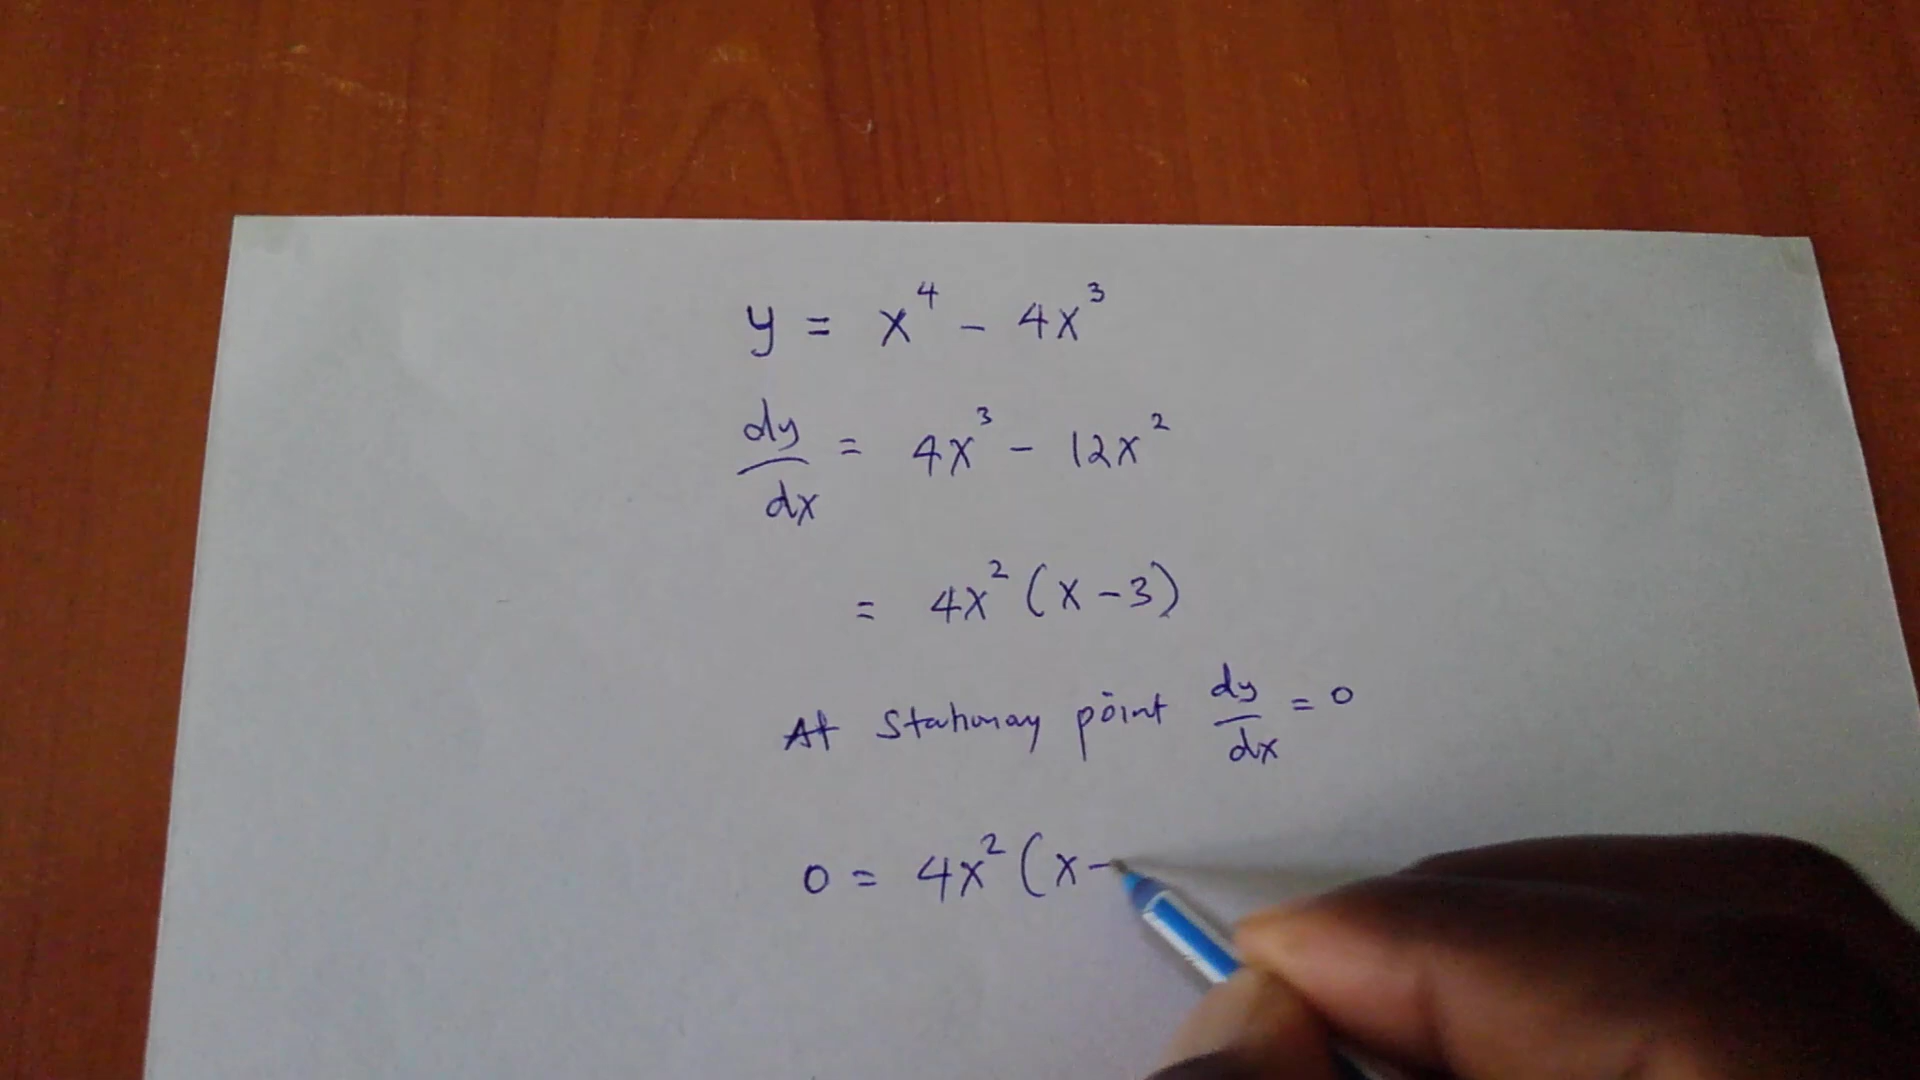 y = x⁴ - 4x³
dy/dx = 4x³ - 12x²
= 4x² (x - 3)
At Stationary point dy/dx = 0
0 = 4x² (x -